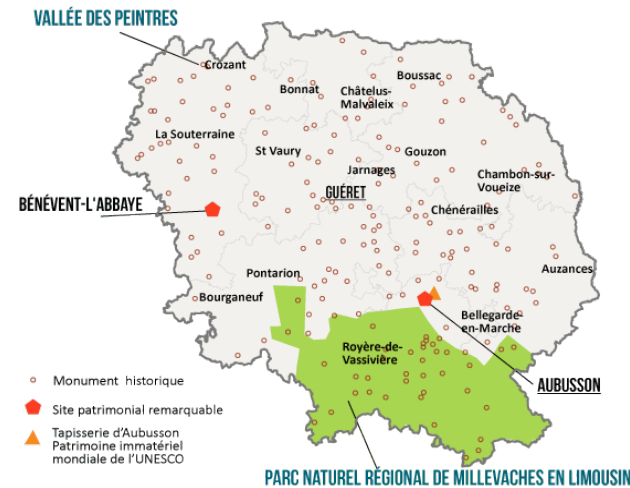 VALLÉE DES PEINTRES
Crozant
Boussac
Bonnat
Châtelus-
Malvaleix
La Souterraine
St Vaury
Gouzon
Jarnages
Chambon-sur-
Voueize
GUÉRET
BÉNÉVENT-L'ABBAYE
Chénérailles
Pontarion
Auzances
Bourganeuf
Bellegarde-
en-Marche
Royère-de-
Vassivière
AUBUSSON
Monument historique
Site patrimonial remarquable
Tapisserie d'Aubusson
Patrimoine immatériel
mondiale de l'UNESCO
PARC NATUREL RÉGIONAL DE MILLEVACHES EN LIMOUSIN